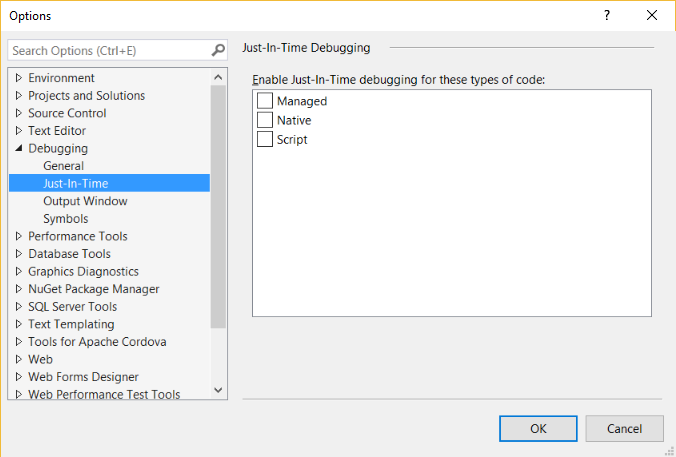 Options
?
Search Options (Ctrl+E)
Environment
Projects and Solutions
Source Control
Text Editor
Debugging
General
Just-In-Time
Output Window
Symbols
Performance Tools
Database Tools
Graphics Diagnostics
NuGet Package Manager
SQL Server Tools
Text Templating
Tools for Apache Cordova
Web
Web Forms Designer
Web Performance Test Tools
Just-In-Time Debugging
Enable Just-In-Time debugging for these types of code:
Managed
Native
Script
OK
Cancel